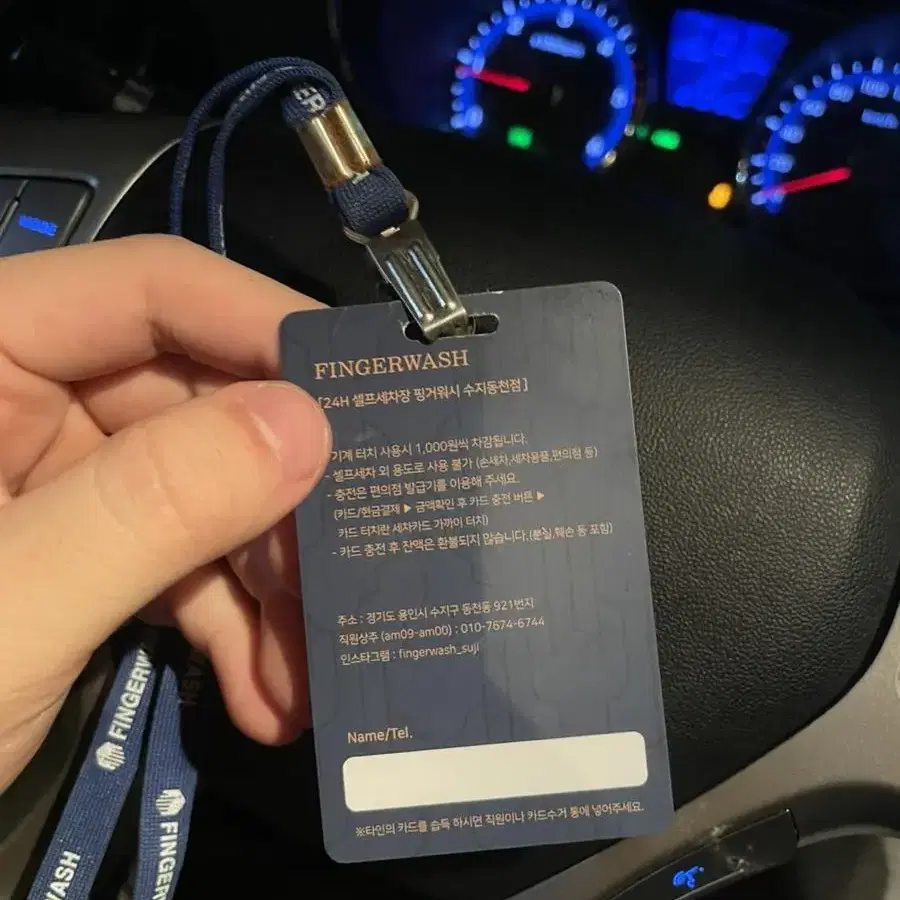 FINGERWASH
[24H 셀프세차장 핑거워시 수지동천점]
기계 터치 사용시 1,000원씩 차감됩니다.
- 셀프세차 외 용도로 사용 불가 (손세차,세차용품,편의점 등)
- 충전은 편의점 발급기를 이용해 주세요.
(카드/현금결제 ▶ 금액확인 후 카드 충전 버튼 ▶
카드 터치란 세차카드 가까이 터치)
- 카드 충전 후 잔액은 환불되지 않습니다.(분실,훼손 등 포함)
주소 : 경기도 용인시 수지구 동천동 921번지
직원상주 (am09-am00) : 010-7674-6744
인스타그램 : fingerwash_suji
Name/Tel.
※타인의 카드를 습득 하시면 직원이나 카드수거 통에 넣어주세요.
MODE
ER
FINGERW
FINGER
WASH